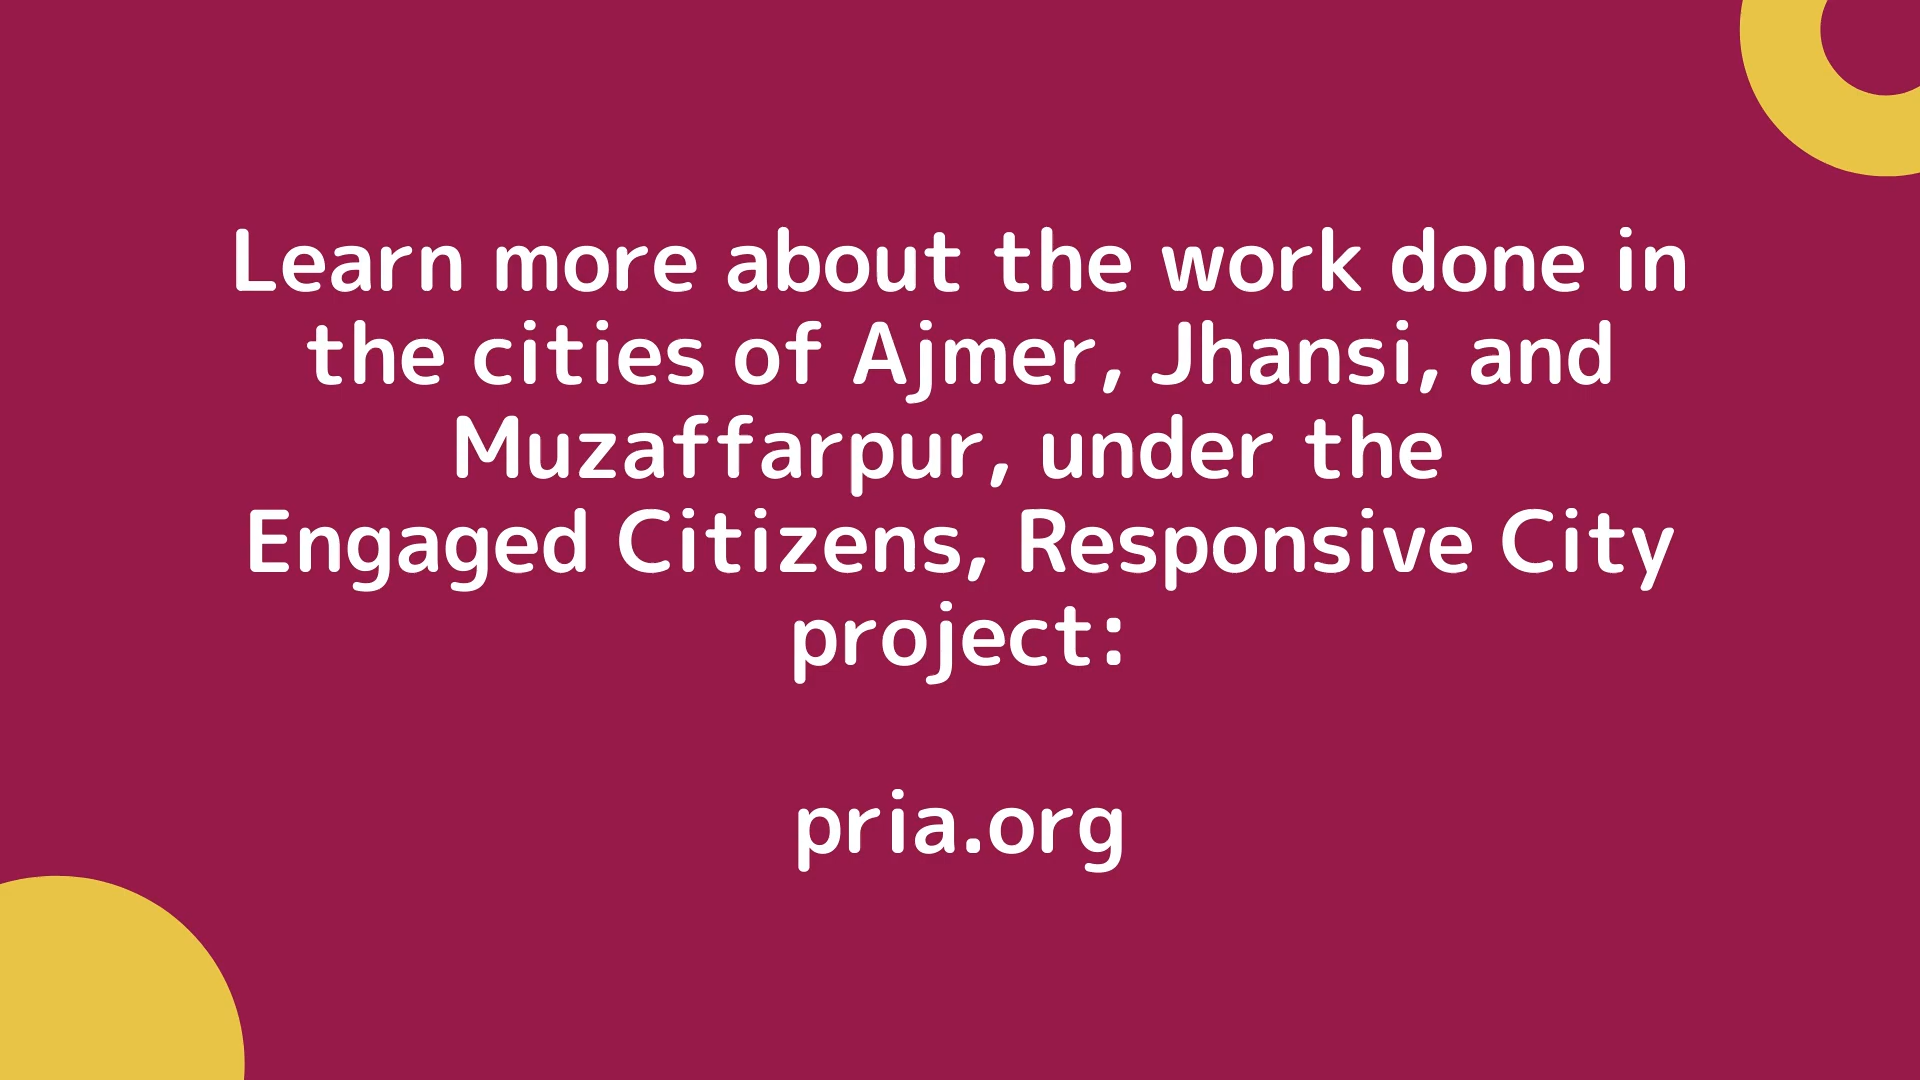 Learn more about the work done in
the cities of Ajmer, Jhansi, and
Muzaffarpur, under the
Engaged Citizens, Responsive City
project:
pria.org